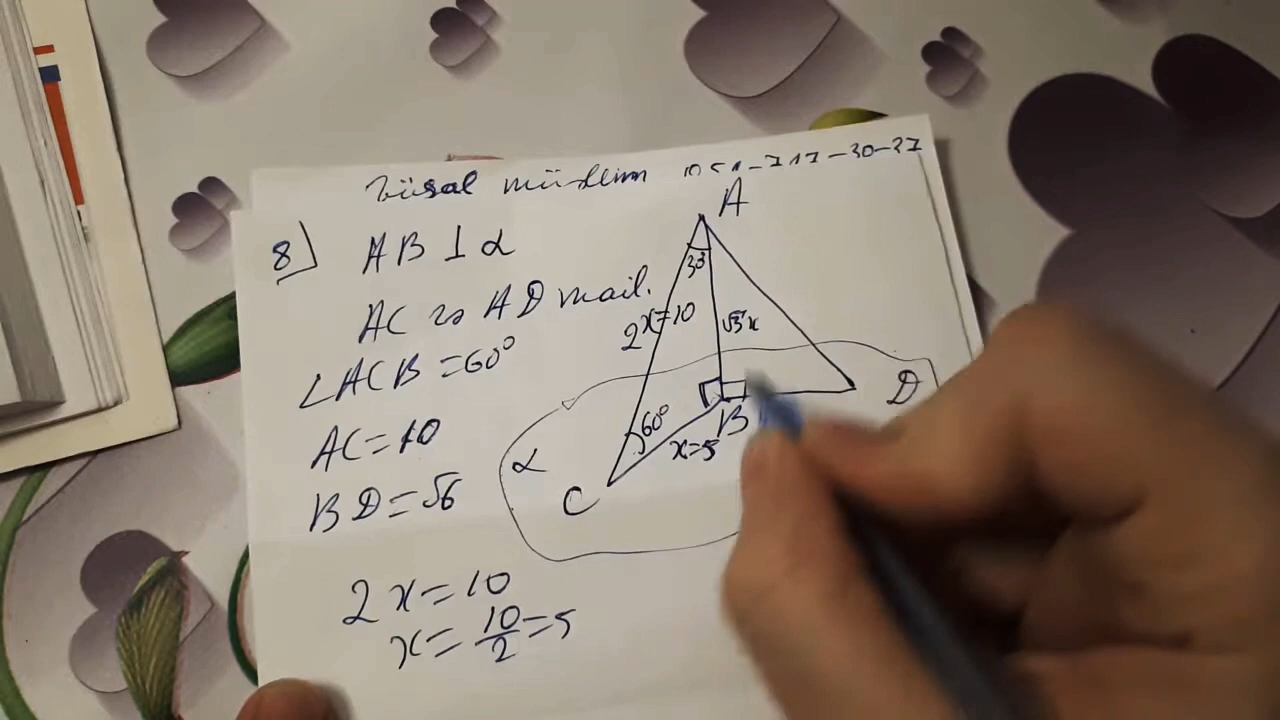 müəllim
A
8) AB ⊥ α
AC və AD mail.
30
2x=10
√3x
∠ACB = 60°
D
AC = 10
60°
B
x=5
α
C
BD = √6
2x = 10
x = 10/2 = 5